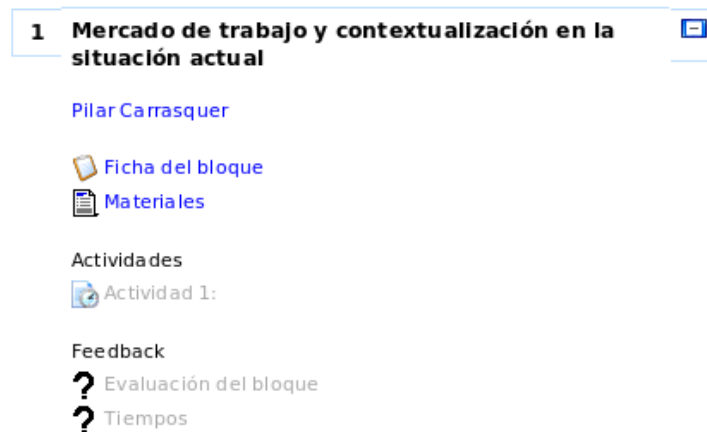 1 Mercado de trabajo y contextualización en la
situación actual
Pilar Carrasquer
Ficha del bloque
Materiales
Actividades
Actividad 1:
Feedback
Evaluación del bloque
Tiempos